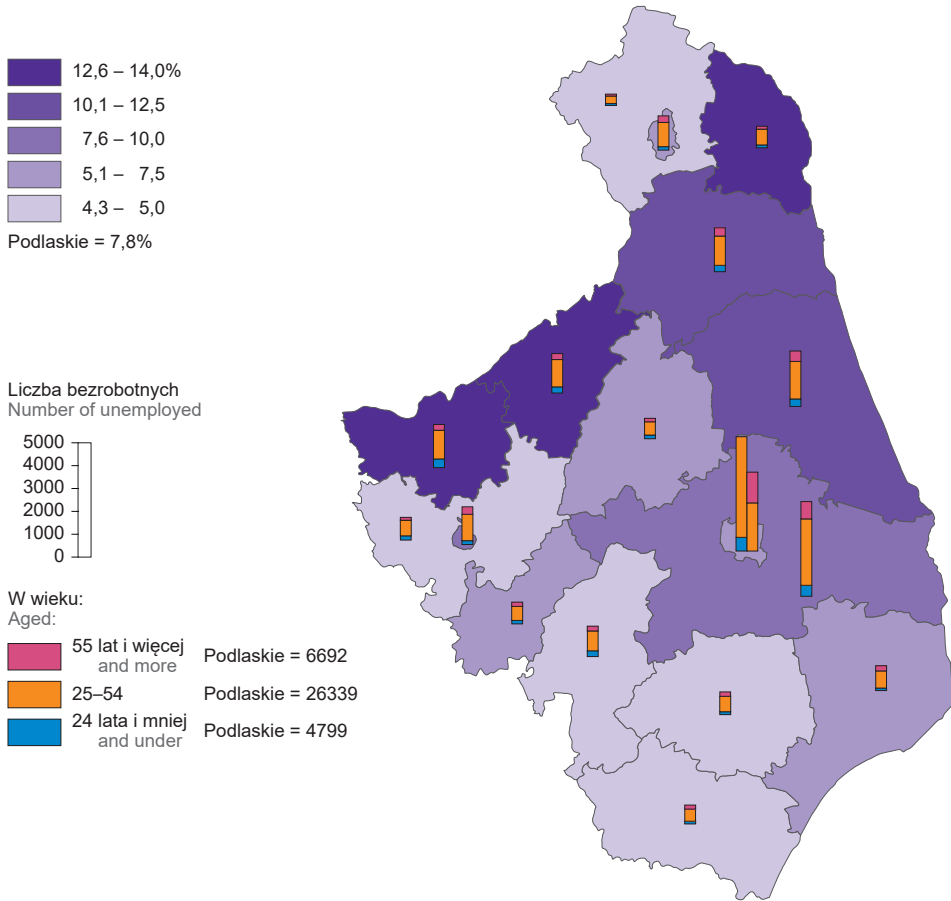 12,6 – 14,0%
10,1 – 12,5
7,6 – 10,0
5,1 – 7,5
4,3 – 5,0
Podlaskie = 7,8%
Liczba bezrobotnych
Number of unemployed
5000
4000
3000
2000
1000
0
W wieku:
Aged:
55 lat i więcej
and more
Podlaskie = 6692
25–54
Podlaskie = 26339
24 lata i mniej
and under
Podlaskie = 4799